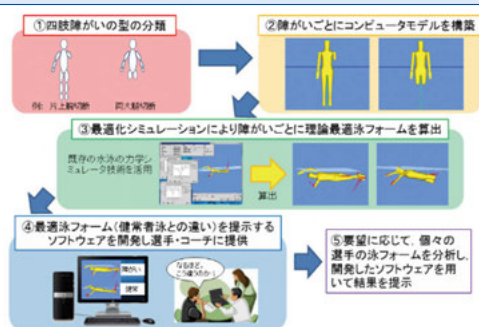 ①四肢障がいの型の分類
例: 片上腕切断
両大腿切断
②障がいごとにコンピュータモデルを構築
③最適化シミュレーションにより障がいごとに理論最適泳フォームを算出
既存の水泳の力学シ
ミュレータ技術を活用
算出
④最適泳フォーム(健常者泳との違い)を提示する
ソフトウェアを開発し選手・コーチに提供
障がい
健常
なるほど、
こう違うのか…
⑤要望に応じて、個々の
選手の泳フォームを分析し、
開発したソフトウェアを用
いて結果を提示